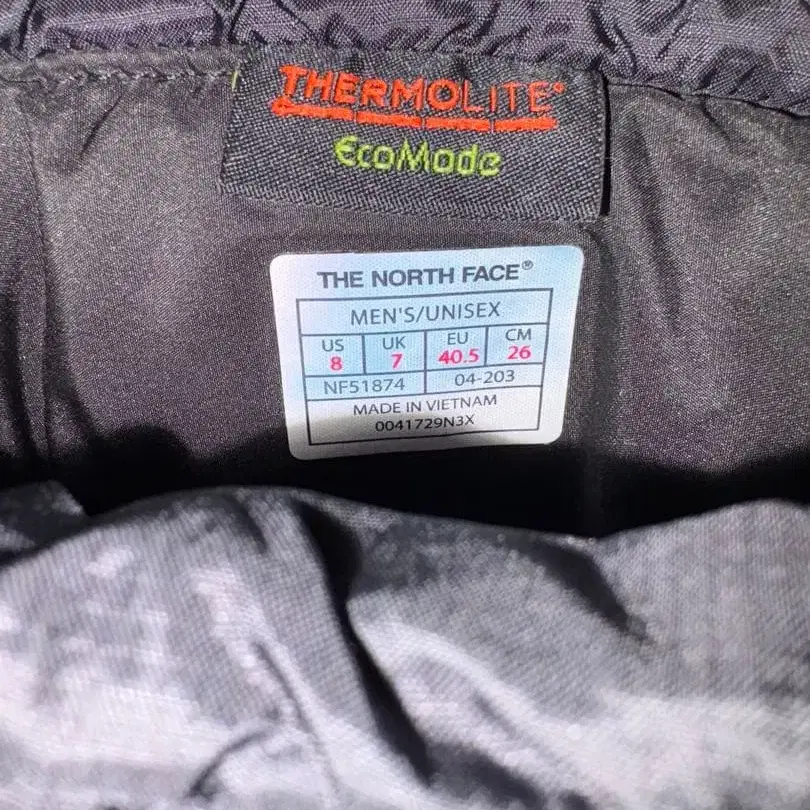 THERMOLITE®
EcoMode
THE NORTH FACE®
MEN'S/UNISEX
US UK EU CM
8 7 40.5 26
NF51874 04-203
MADE IN VIETNAM
0041729N3X